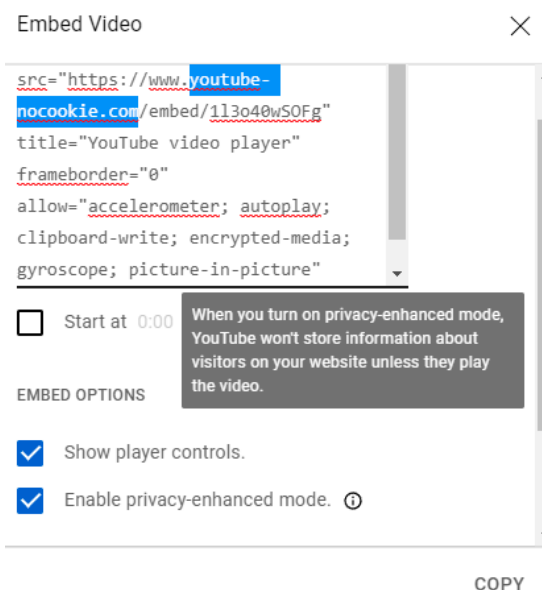 Embed Video
src="https://www.youtube-
nocookie.com/embed/1l3o40wSOFg"
title="YouTube video player"
frameborder="0"
allow="accelerometer; autoplay;
clipboard-write; encrypted-media;
gyroscope; picture-in-picture"
Start at 0:00
When you turn on privacy-enhanced mode,
YouTube won't store information about
visitors on your website unless they play
the video.
EMBED OPTIONS
Show player controls.
Enable privacy-enhanced mode.
COPY